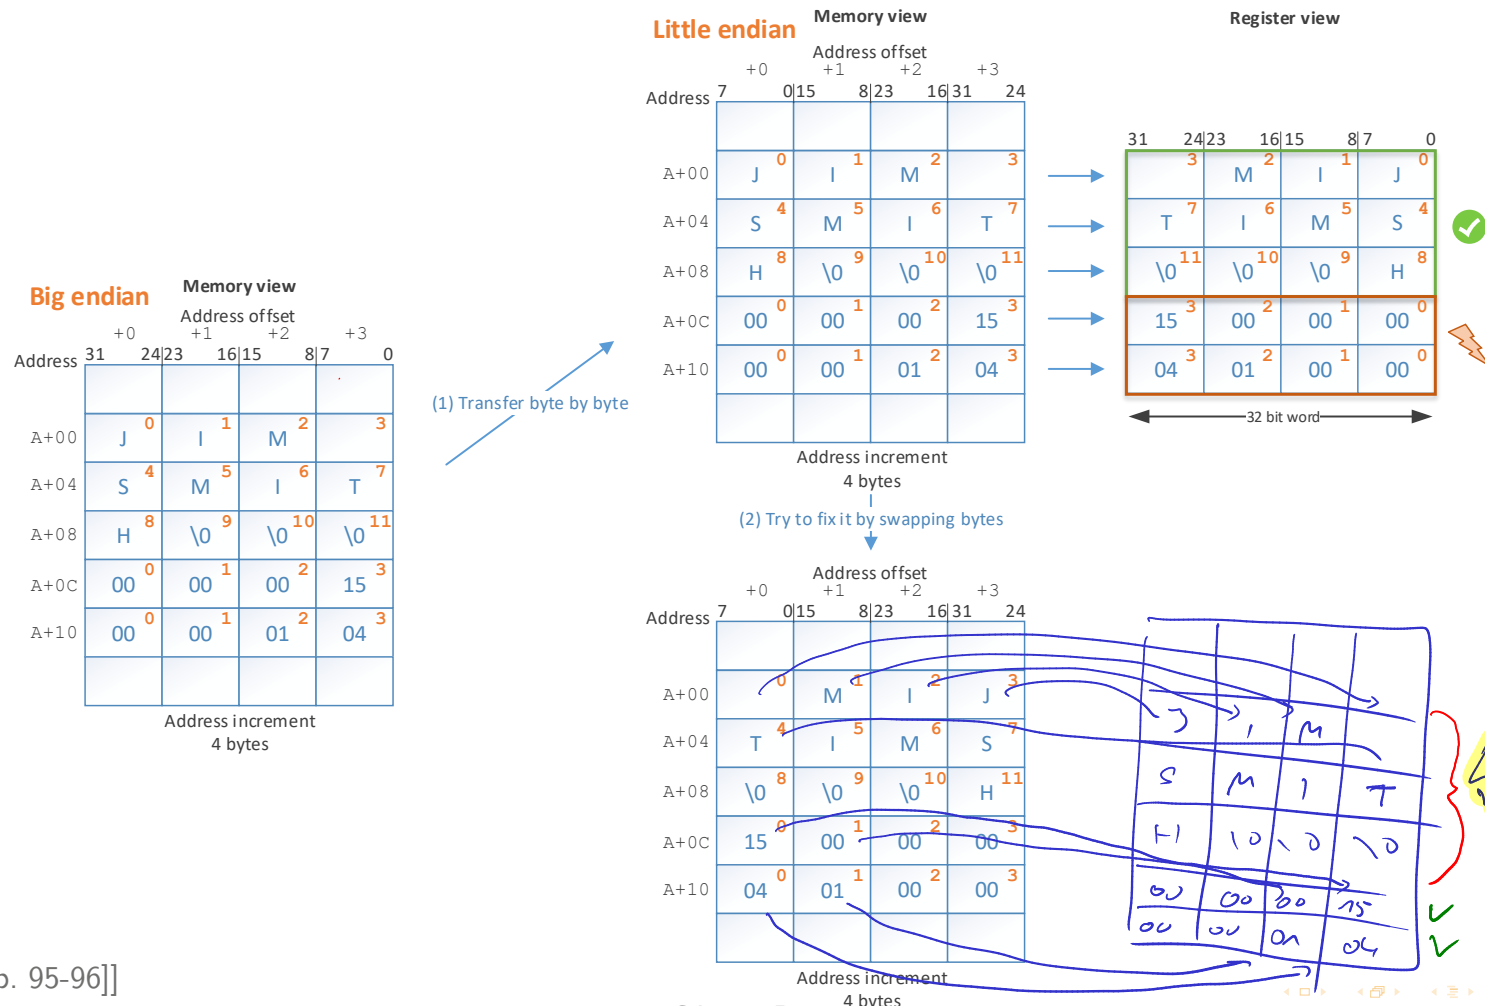 Little endian
Memory view
Register view
Address offset
+0 +1 +2 +3
Address 7 0|15 8|23 16|31 24
31 24|23 16|15 8|7 0
A+00 J 0 I 1 M 2 3
3 M 2 I 1 J 0
A+04 S 4 M 5 I 6 T 7
T 7 I 6 M 5 S 4
A+08 H 8 \0 9 \0 10 \0 11
\0 11 \0 10 \0 9 H 8
A+0C 00 0 00 1 00 2 15 3
15 3 00 2 00 1 00 0
A+10 00 0 00 1 01 2 04 3
04 3 01 2 00 1 00 0
32 bit word
Address increment
4 bytes
Big endian
Memory view
Address offset
+0 +1 +2 +3
Address 31 24|23 16|15 8|7 0
A+00 J 0 I 1 M 2 3
A+04 S 4 M 5 I 6 T 7
A+08 H 8 \0 9 \0 10 \0 11
A+0C 00 0 00 1 00 2 15 3
A+10 00 0 00 1 01 2 04 3
Address increment
4 bytes
(1) Transfer byte by byte
(2) Try to fix it by swapping bytes
Address offset
+0 +1 +2 +3
Address 7 0|15 8|23 16|31 24
A+00 0 M 1 I 2 J 3
A+04 T 4 I 5 M 6 S 7
A+08 \0 8 \0 9 \0 10 H 11
A+0C 15 0 00 1 00 2 00 3
A+10 04 0 01 1 00 2 00 3
Address increment
4 bytes
J I M
S M I T
H \0 \0 \0
00 00 00 15
00 00 01 04
95-96]]